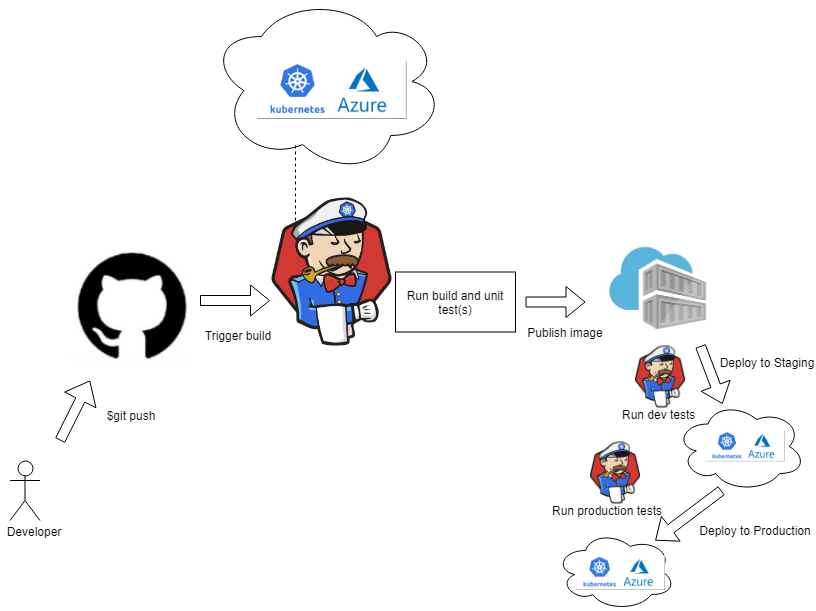 kubernetes
Azure
Run build and unit
test(s)
Trigger build
Publish image
Deploy to Staging
Run dev tests
$git push
kubernetes
Azure
Run production tests
Developer
Deploy to Production
kubernetes
Azure